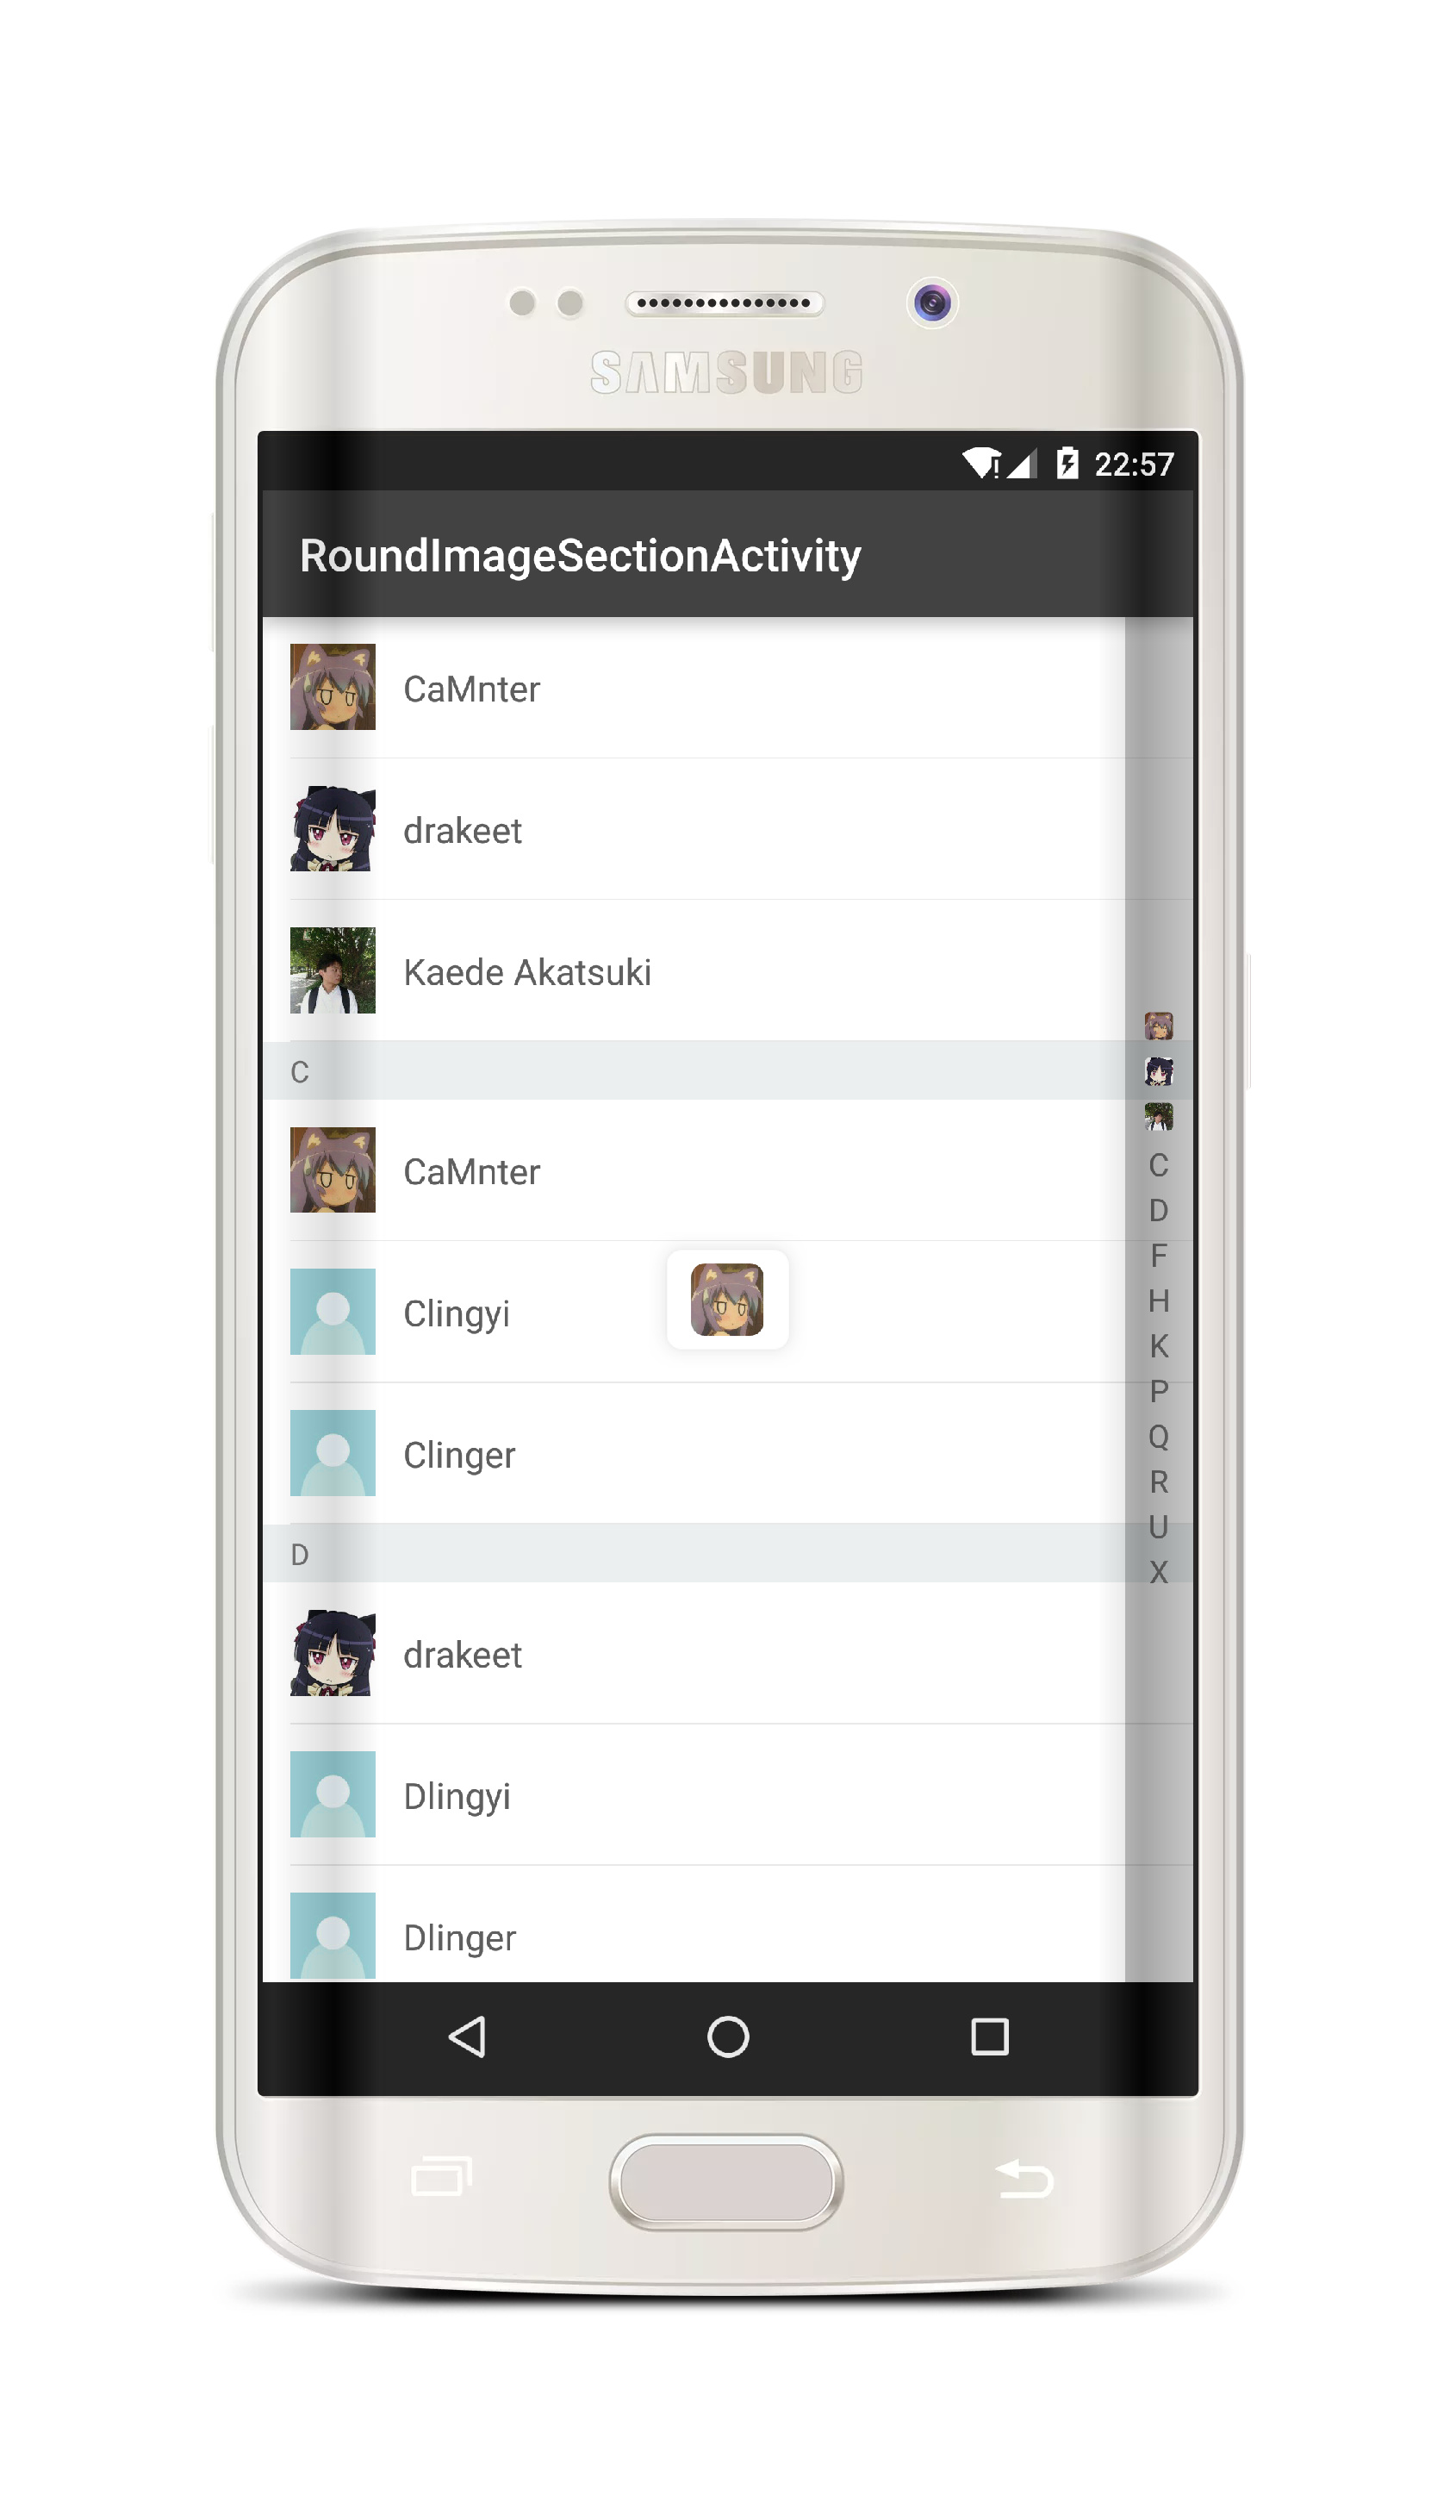 SAMSUNG
22:57
RoundImageSectionActivity
CaMnter
drakeet
Kaede Akatsuki
C
CaMnter
Clingyi
Clinger
D
drakeet
Dlingyi
Dlinger
C
D
F
H
K
P
Q
R
U
X